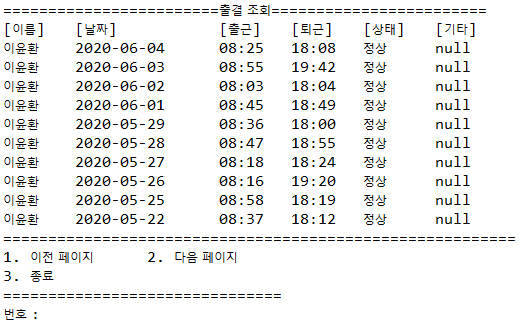 ===========================출결 조회========================
[이름]    [날짜]            [출근]   [퇴근]   [상태]   [기타]
이윤환    2020-06-04      08:25   18:08   정상     null
이윤환    2020-06-03      08:55   19:42   정상     null
이윤환    2020-06-02      08:03   18:04   정상     null
이윤환    2020-06-01      08:45   18:49   정상     null
이윤환    2020-05-29      08:36   18:00   정상     null
이윤환    2020-05-28      08:47   18:55   정상     null
이윤환    2020-05-27      08:18   18:24   정상     null
이윤환    2020-05-26      08:16   19:20   정상     null
이윤환    2020-05-25      08:58   18:19   정상     null
이윤환    2020-05-22      08:37   18:12   정상     null
=========================================================
1. 이전 페이지      2. 다음 페이지
3. 종료
===============================
번호 :